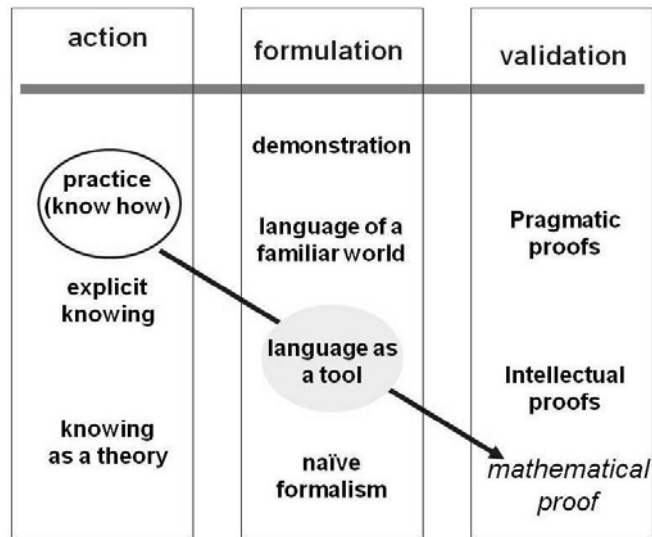 action
practice
(know how)
explicit
knowing
knowing
as a theory
formulation
demonstration
language of a
familiar world
language as
a tool
naïve
formalism
validation
Pragmatic
proofs
Intellectual
proofs
mathematical
proof